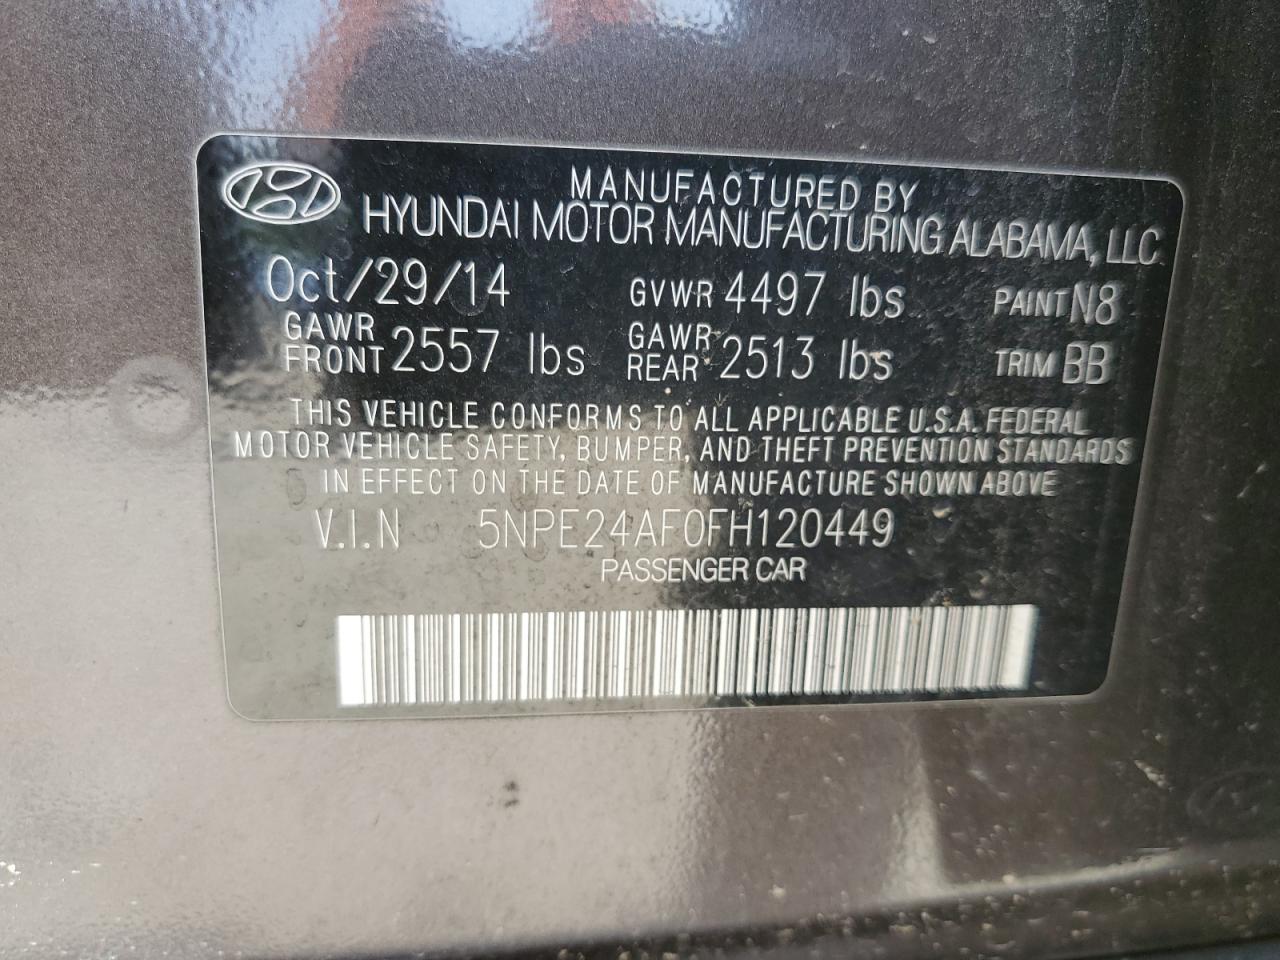 MANUFACTURED BY
HYUNDAI MOTOR MANUFACTURING ALABAMA, LLC
Oct/29/14 GVWR 4497 lbs PAINT N8
GAWR FRONT 2557 lbs GAWR REAR 2513 lbs TRIM BB
THIS VEHICLE CONFORMS TO ALL APPLICABLE U.S.A. FEDERAL
MOTOR VEHICLE SAFETY, BUMPER, AND THEFT PREVENTION STANDARDS
IN EFFECT ON THE DATE OF MANUFACTURE SHOWN ABOVE
V.I.N 5NPE24AF0FH120449
PASSENGER CAR